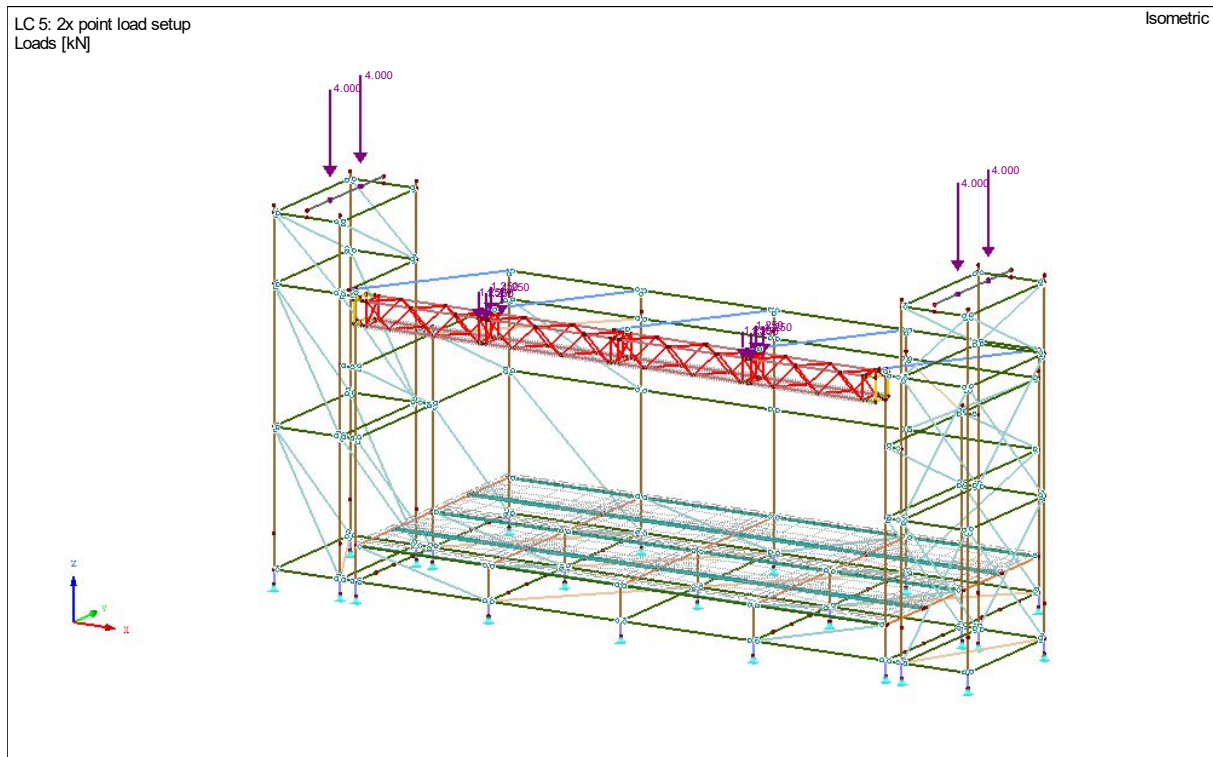 LC 5: 2x point load setup
Loads [kN]
Isometric
4.000
4.000
4.000
4.000
Z
Y
X